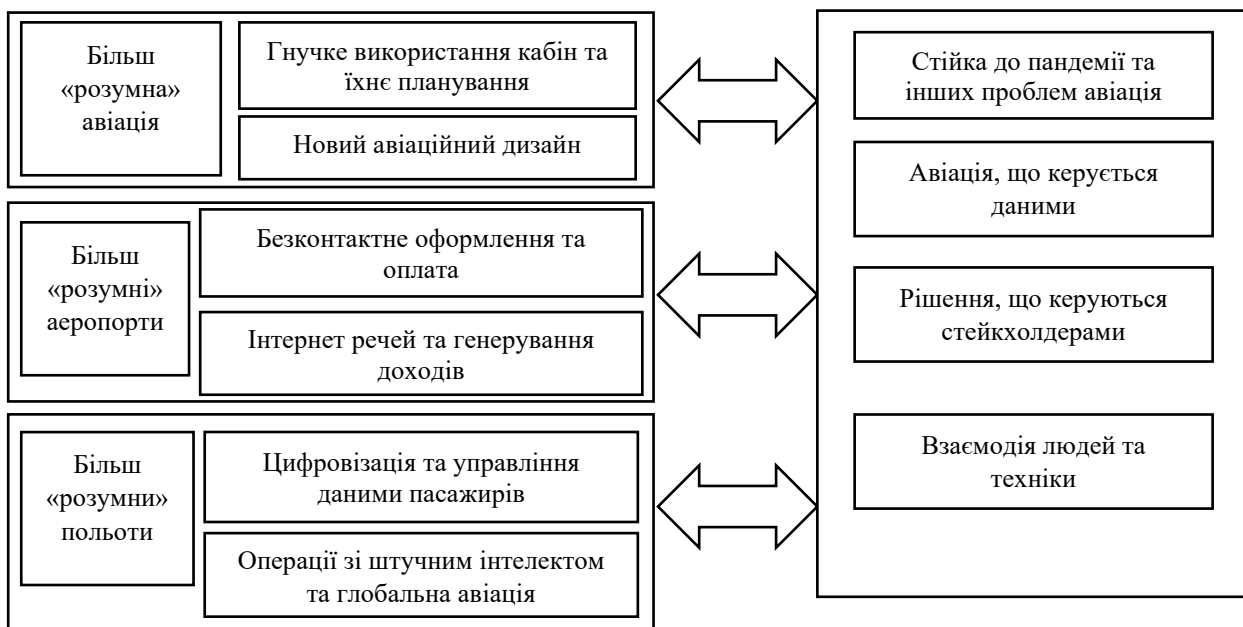 Більш
«розумна»
авіація
Гнучке використання кабін та
їхнє планування
Новий авіаційний дизайн
Більш
«розумні»
аеропорти
Безконтактне оформлення та
оплата
Інтернет речей та генерування
доходів
Більш
«розумни»
польоти
Цифровізація та управління
даними пасажирів
Операції зі штучним інтелектом
та глобальна авіація
Стійка до пандемії та
інших проблем авіація
Авіація, що керується
даними
Рішення, що керуються
стейкхолдерами
Взаємодія людей та
техніки